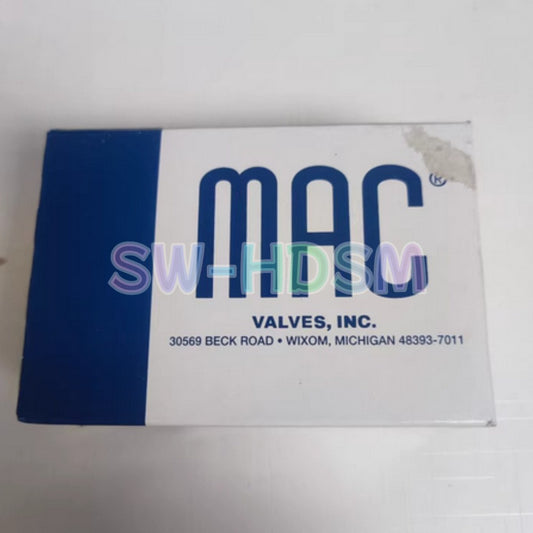 MAC®
SW-HDSM
VALVES, INC.
30569 BECK ROAD • WIXOM, MICHIGAN 48393-7011